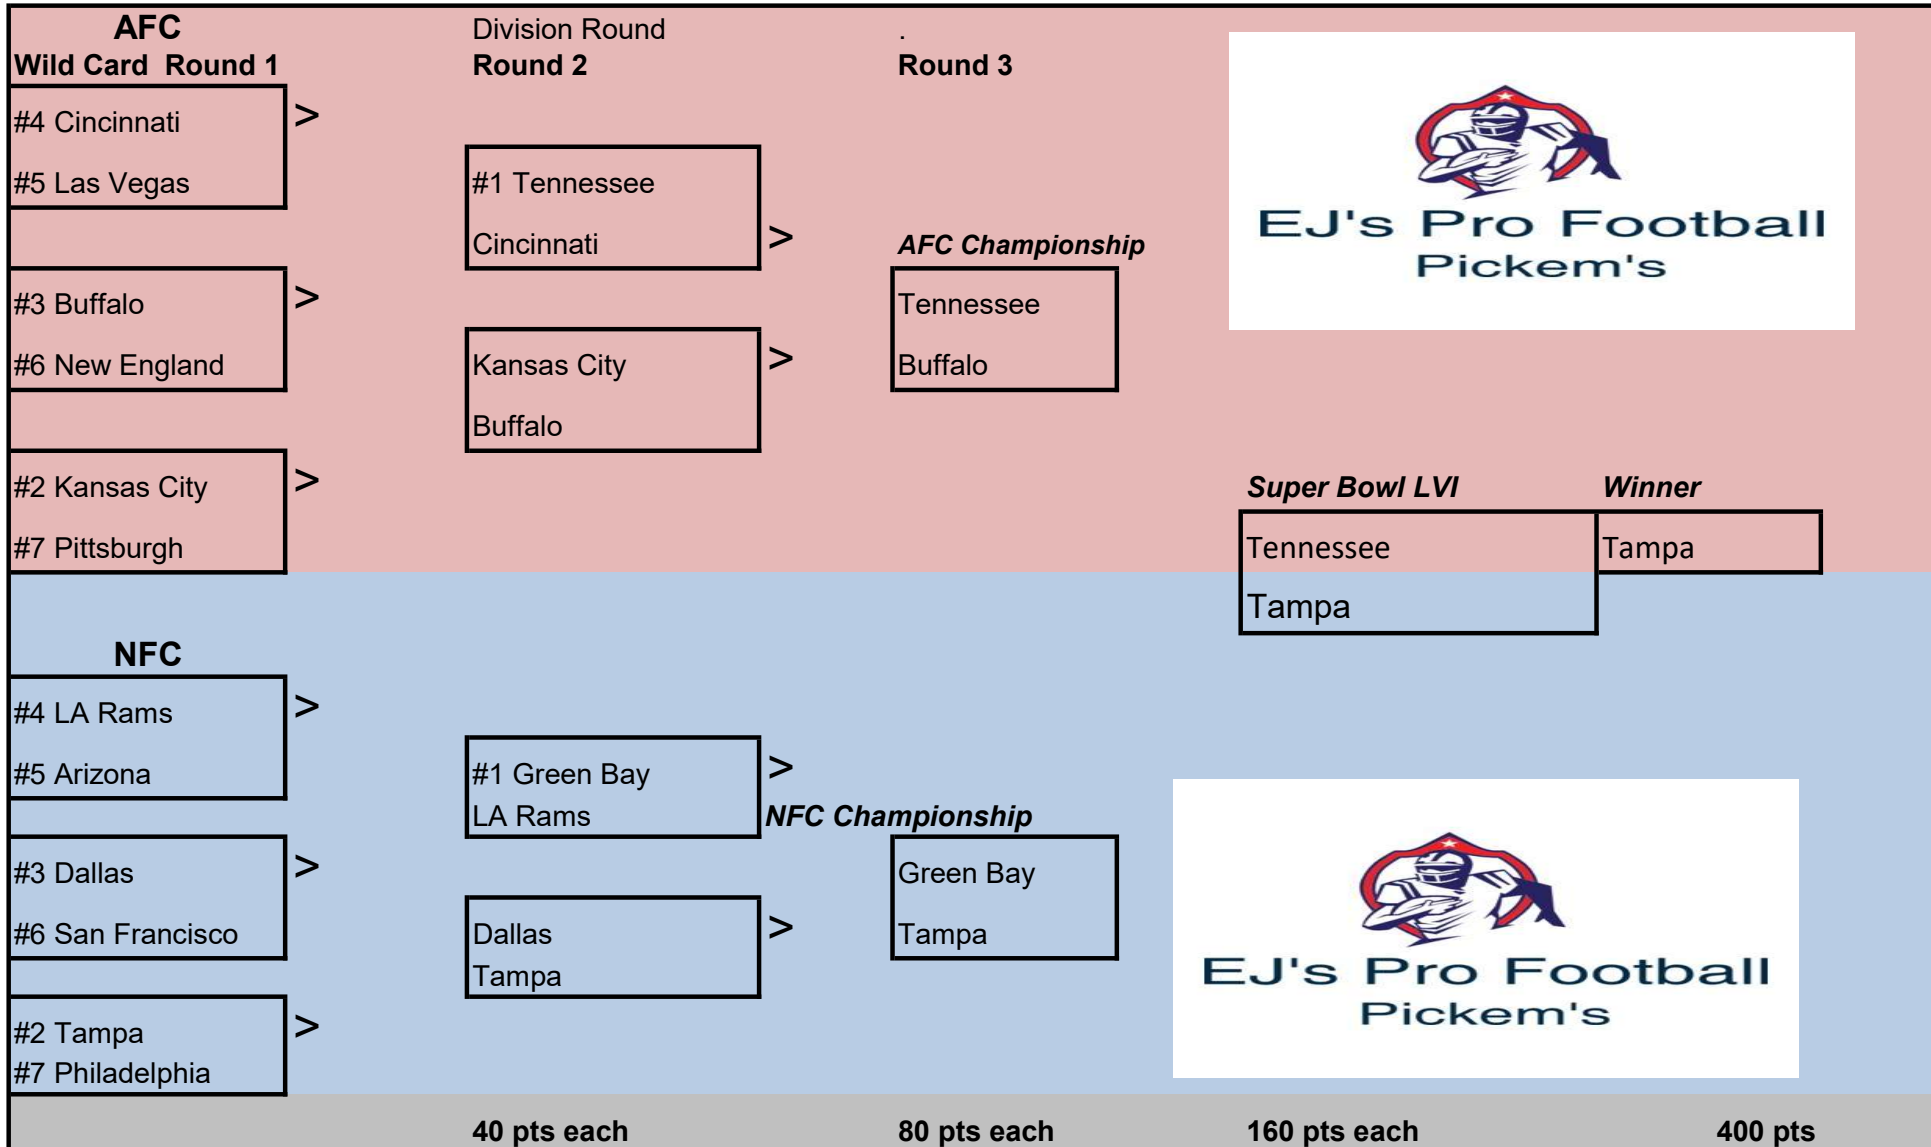 AFC
Division Round
.
Wild Card  Round 1
Round 2
Round 3
#4 Cincinnati
>
#5 Las Vegas
#1 Tennessee
Cincinnati
>
AFC Championship
#3 Buffalo
>
Tennessee
#6 New England
Kansas City
>
Buffalo
Buffalo
EJ's Pro Football
Pickem's
#2 Kansas City
>
Super Bowl LVI
Winner
#7 Pittsburgh
Tennessee
Tampa
Tampa
NFC
#4 LA Rams
>
#5 Arizona
#1 Green Bay
>
LA Rams
NFC Championship
#3 Dallas
>
Green Bay
#6 San Francisco
Dallas
>
Tampa
Tampa
#2 Tampa
>
#7 Philadelphia
EJ's Pro Football
Pickem's
40 pts each
80 pts each
160 pts each
400 pts